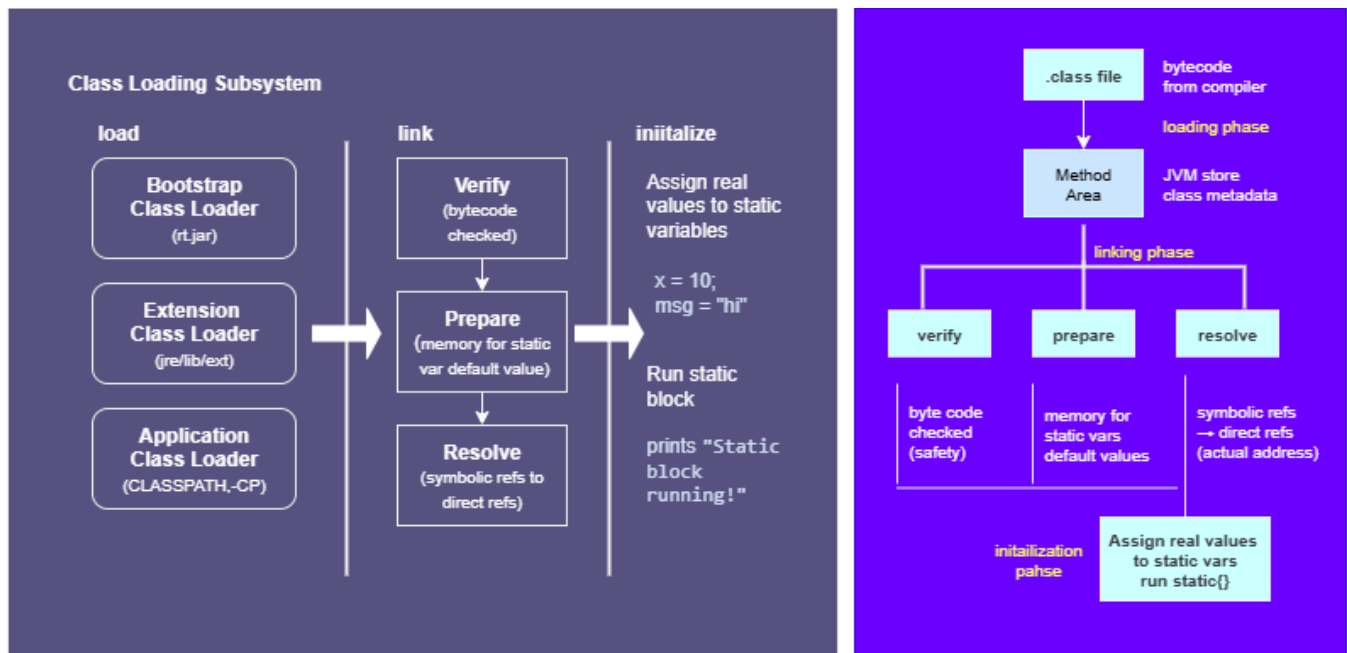 Class Loading Subsystem
load
Bootstrap
Class Loader
(rt.jar)
Extension
Class Loader
(jre/lib/ext)
Application
Class Loader
(CLASSPATH,-CP)
link
Verify
(bytecode
checked)
Prepare
(memory for static
var default value)
Resolve
(symbolic refs to
direct refs)
iniitalize
Assign real
values to static
variables
x = 10;
msg = "hi"
Run static
block
prints "Static
block
running!"
.class file
bytecode
from compiler
loading phase
Method
Area
JVM store
class metadata
linking phase
verify
prepare
resolve
byte code
checked
(safety)
memory for
static vars
default values
symbolic refs
→ direct refs
(actual address)
initailization
pahse
Assign real values
to static vars
run static{}